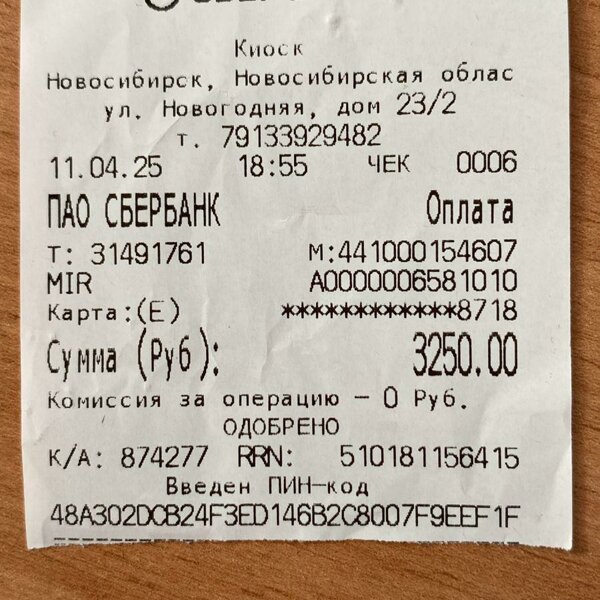 Киоск
Новосибирск, Новосибирская облас
ул. Новогодняя, дом 23/2
т. 79133929482
11.04.25 18:55 ЧЕК 0006
ПАО СБЕРБАНК Оплата
Т: 31491761 М:441000154607
MIR A0000006581010
Карта:(E) ************8718
Сумма (Руб): 3250.00
Комиссия за операцию – 0 Руб.
ОДОБРЕНО
К/А: 874277 RRN: 510181156415
Введен ПИН–код
48A302DCB24F3ED146B2C8007F9EEF1F